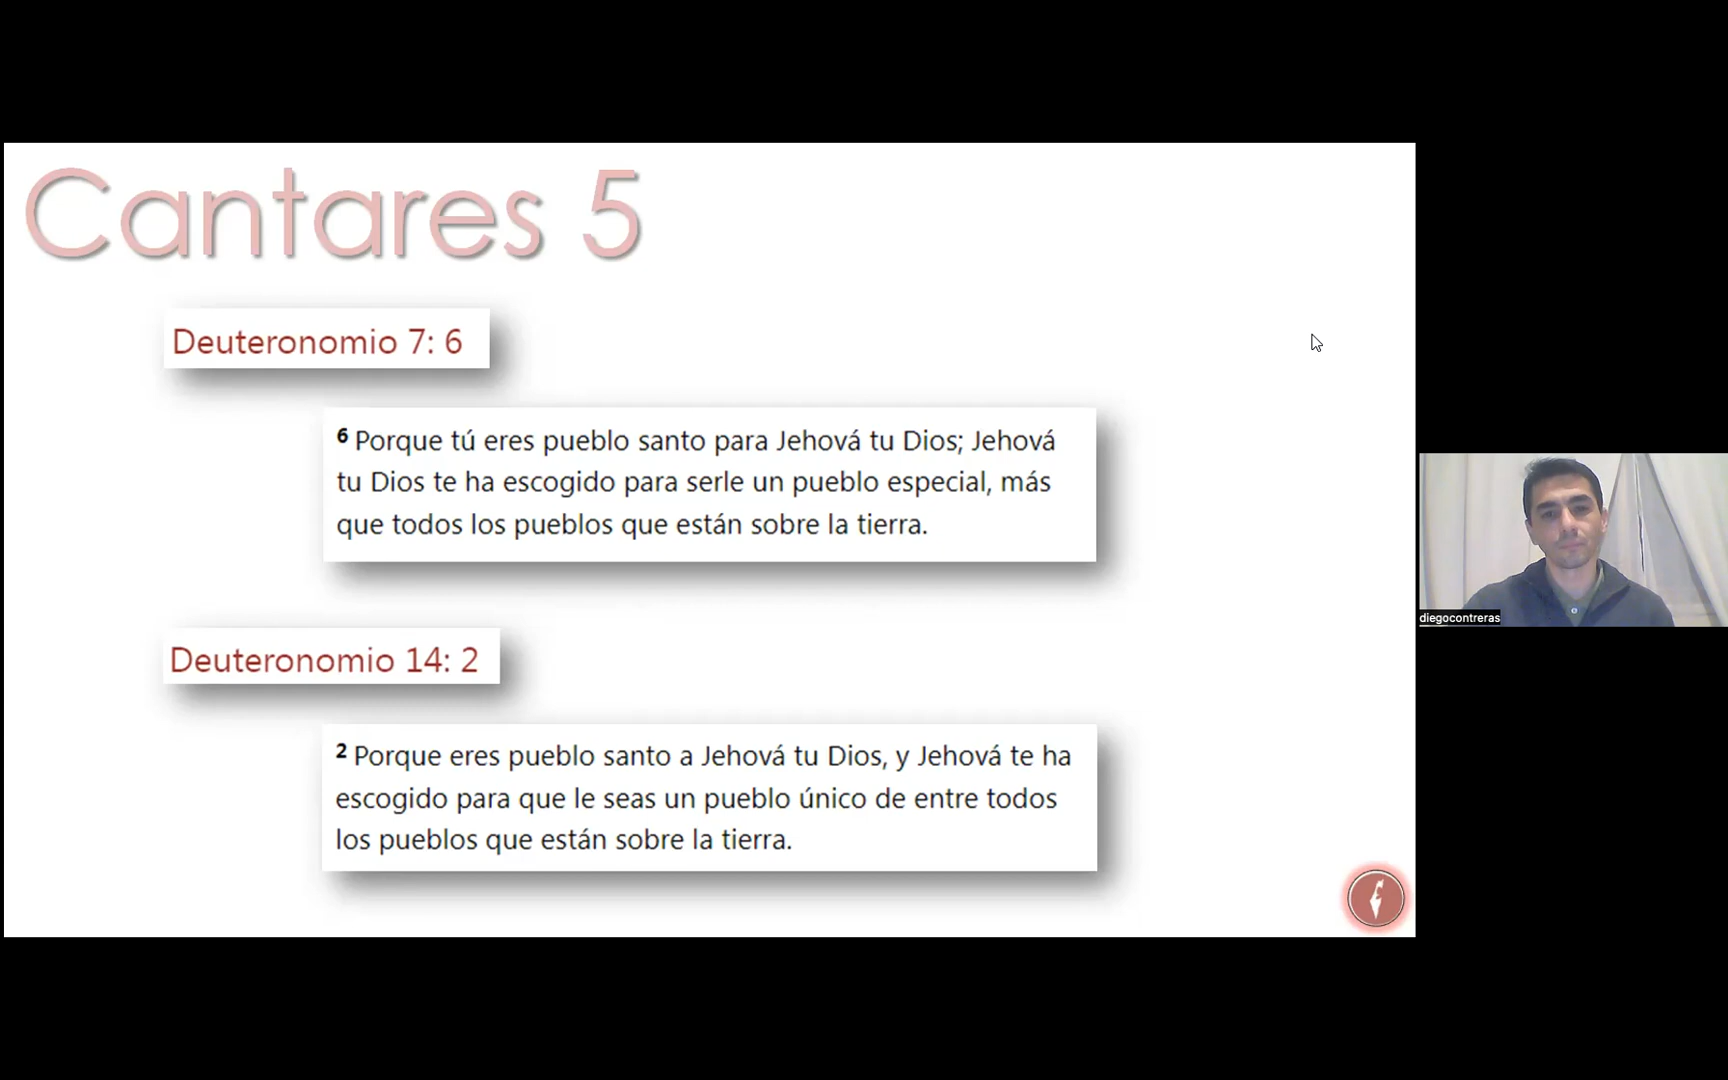 Cantares 5
Deuteronomio 7: 6
6 Porque tú eres pueblo santo para Jehová tu Dios; Jehová
tu Dios te ha escogido para serle un pueblo especial, más
que todos los pueblos que están sobre la tierra.
Deuteronomio 14: 2
2 Porque eres pueblo santo a Jehová tu Dios, y Jehová te ha
escogido para que le seas un pueblo único de entre todos
los pueblos que están sobre la tierra.
diegocontreras